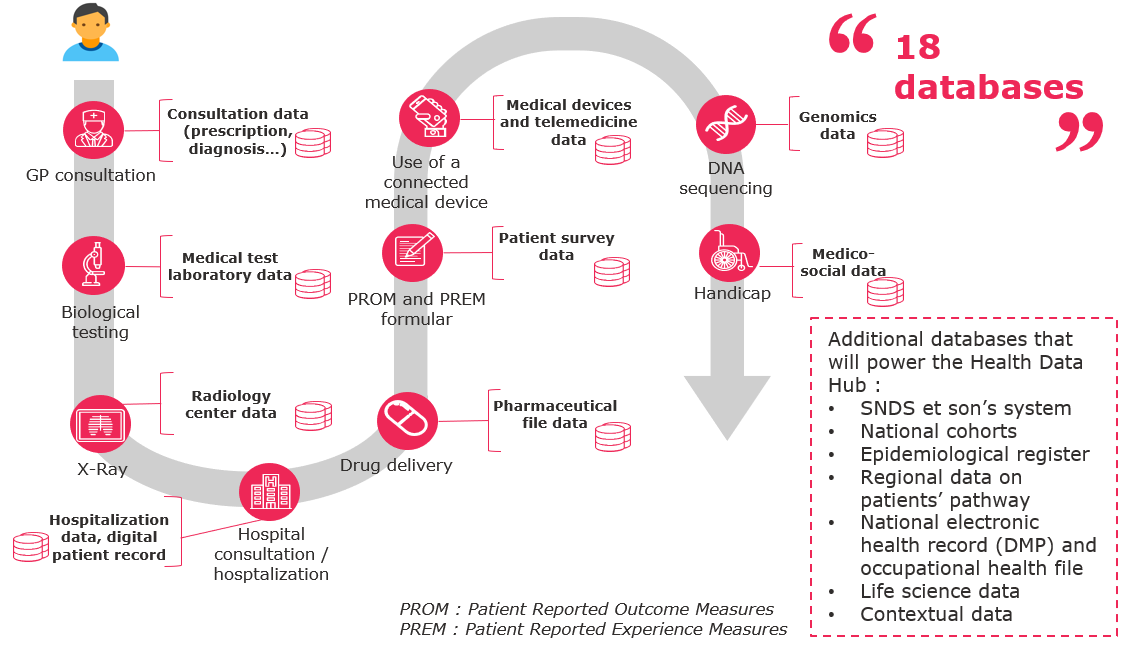 “ 18
databases ”
Consultation data
(prescription,
diagnosis...)
GP consultation
Medical test
laboratory data
Biological
testing
Radiology
center data
X-Ray
Hospitalization
data, digital
patient record
Hospital
consultation /
hosptalization
Pharmaceutical
file data
Drug delivery
Patient survey
data
PROM and PREM
formular
Medical devices
and telemedicine
data
Use of a
connected
medical device
Genomics
data
DNA
sequencing
Medico-
social data
Handicap
Additional databases that
will power the Health Data
Hub :
• SNDS et son’s system
• National cohorts
• Epidemiological register
• Regional data on
patients’ pathway
• National electronic
health record (DMP) and
occupational health file
• Life science data
• Contextual data
PROM : Patient Reported Outcome Measures
PREM : Patient Reported Experience Measures